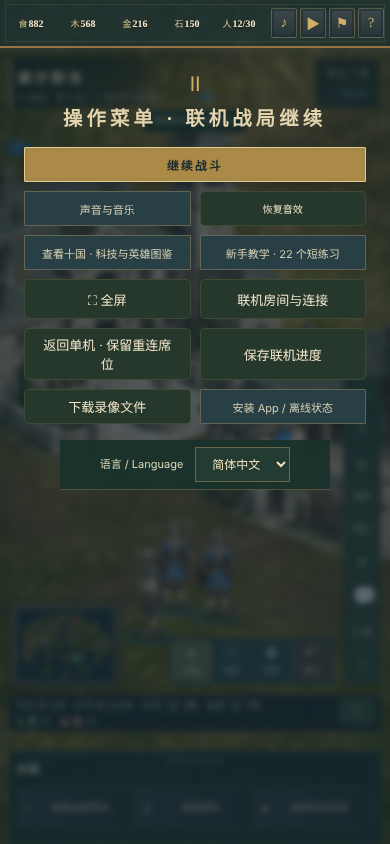 食882 木568 金216 石150 人12/30 ♪ ▶ ⚑ ?
操作菜单 · 联机战局继续
继续战斗
声音与音乐
恢复音效
查看十国 · 科技与英雄图鉴
新手教学 · 22 个短练习
⛶ 全屏
联机房间与连接
返回单机 · 保留重连席
位
保存联机进度
下载录像文件
安装 App / 离线状态
语言 / Language 简体中文